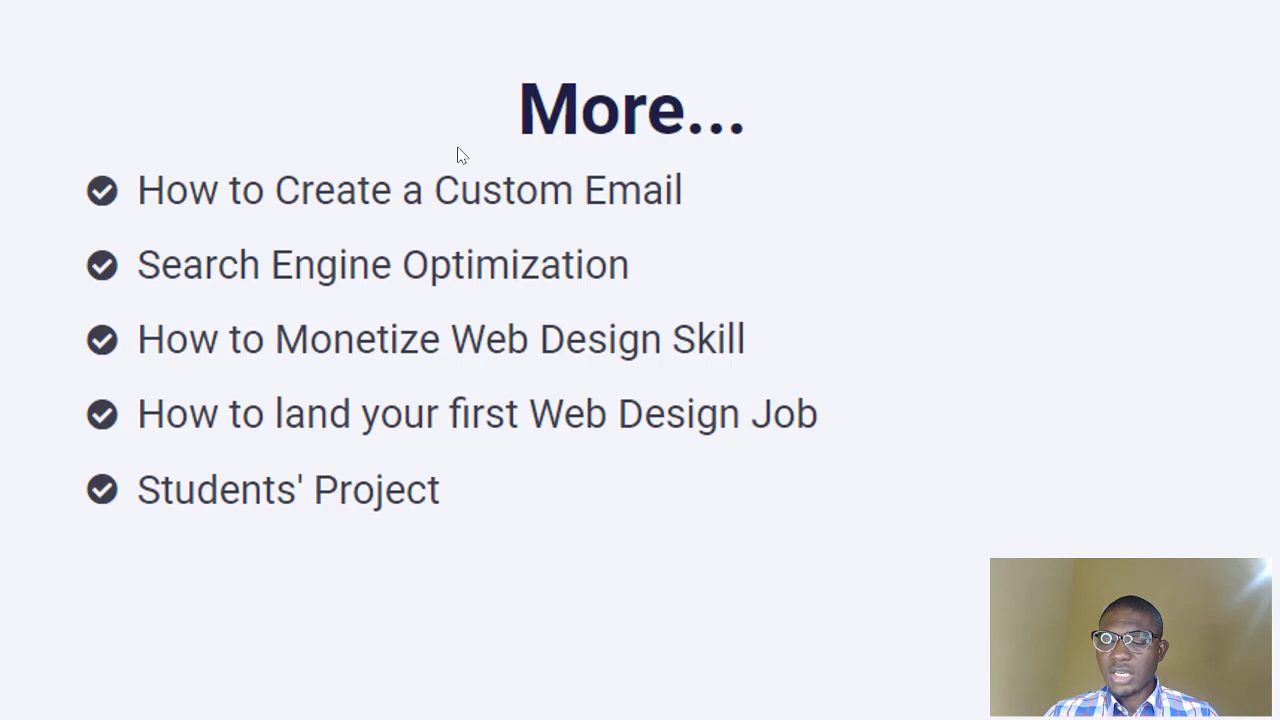 More...
How to Create a Custom Email
Search Engine Optimization
How to Monetize Web Design Skill
How to land your first Web Design Job
Students' Project